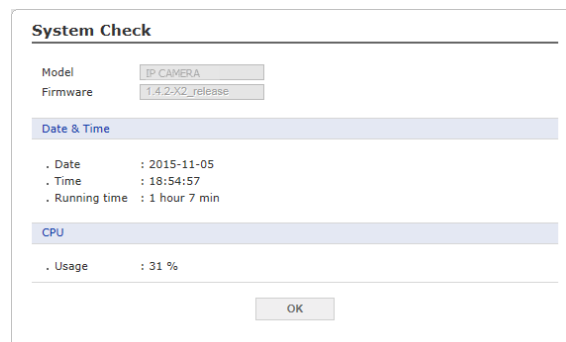 System Check
Model IP CAMERA
Firmware 1.4.2-X2_release
Date & Time
. Date : 2015-11-05
. Time : 18:54:57
. Running time : 1 hour 7 min
CPU
. Usage : 31 %
OK